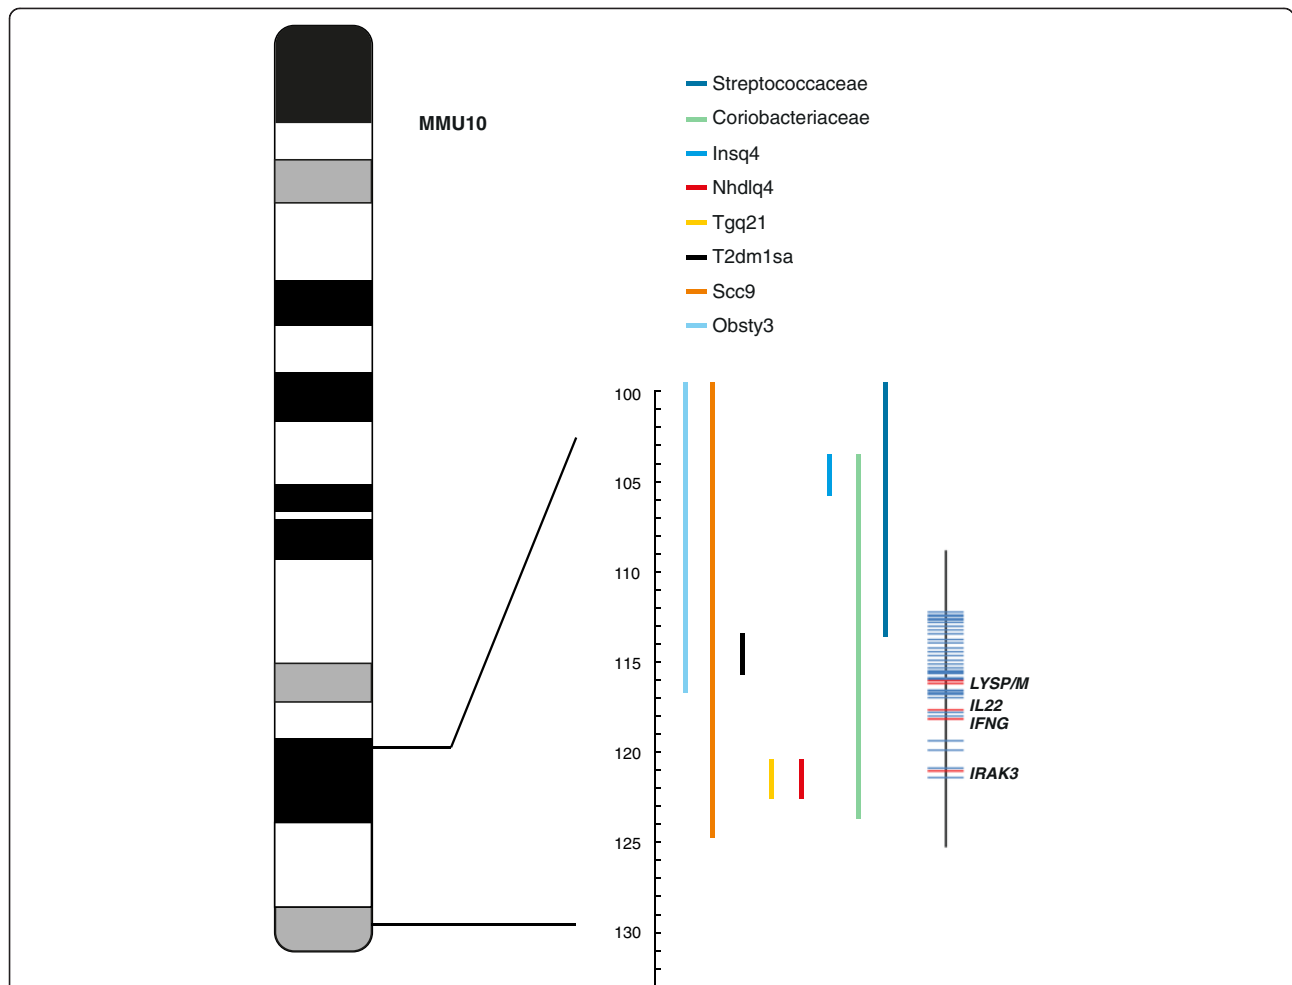 MMU10
Streptococcaceae
Coriobacteriaceae
Insq4
Nhdlq4
Tgq21
T2dm1sa
Scc9
Obsty3
100
105
110
115
120
125
130
LYSP/M
IL22
IFNG
IRAK3